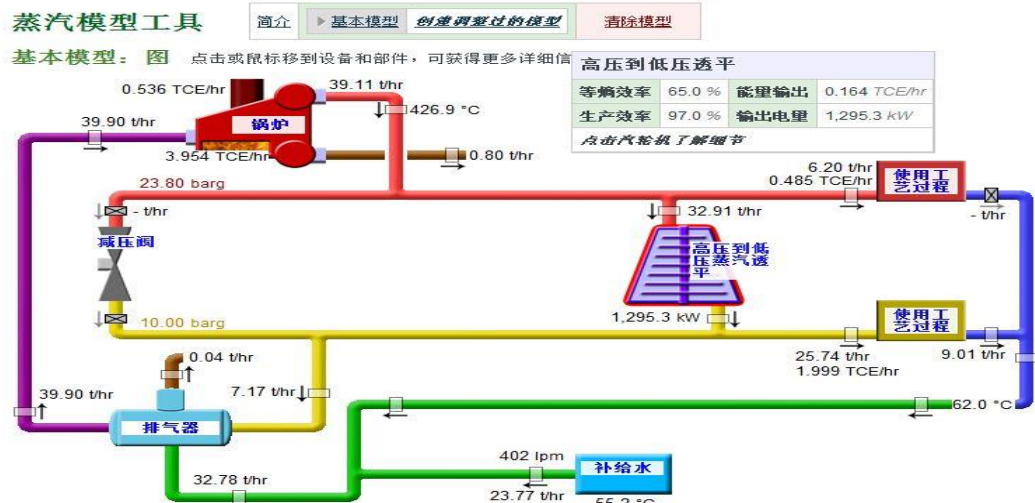 蒸汽模型工具 简介 基本模型 创建调整过的模型 清除模型
基本模型：图 点击或鼠标移到设备和部件，可获得更多详细信
高压到低压透平
等熵效率 65.0 % 能量输出 0.164 TCE/hr
生产效率 97.0 % 输出电量 1,295.3 kW
点击汽轮机了解细节
0.536 TCE/hr
39.11 t/hr
426.9 °C
39.90 t/hr
锅炉
3.954 TCE/hr
0.80 t/hr
6.20 t/hr
0.485 TCE/hr
使用工
艺过程
23.80 barg
- t/hr
32.91 t/hr
- t/hr
减压阀
高压到低
压蒸汽透
平
10.00 barg
1,295.3 kW
使用工
艺过程
25.74 t/hr
1.999 TCE/hr
9.01 t/hr
0.04 t/hr
39.90 t/hr
7.17 t/hr
62.0 °C
排气器
32.78 t/hr
402 lpm
补给水
23.77 t/hr